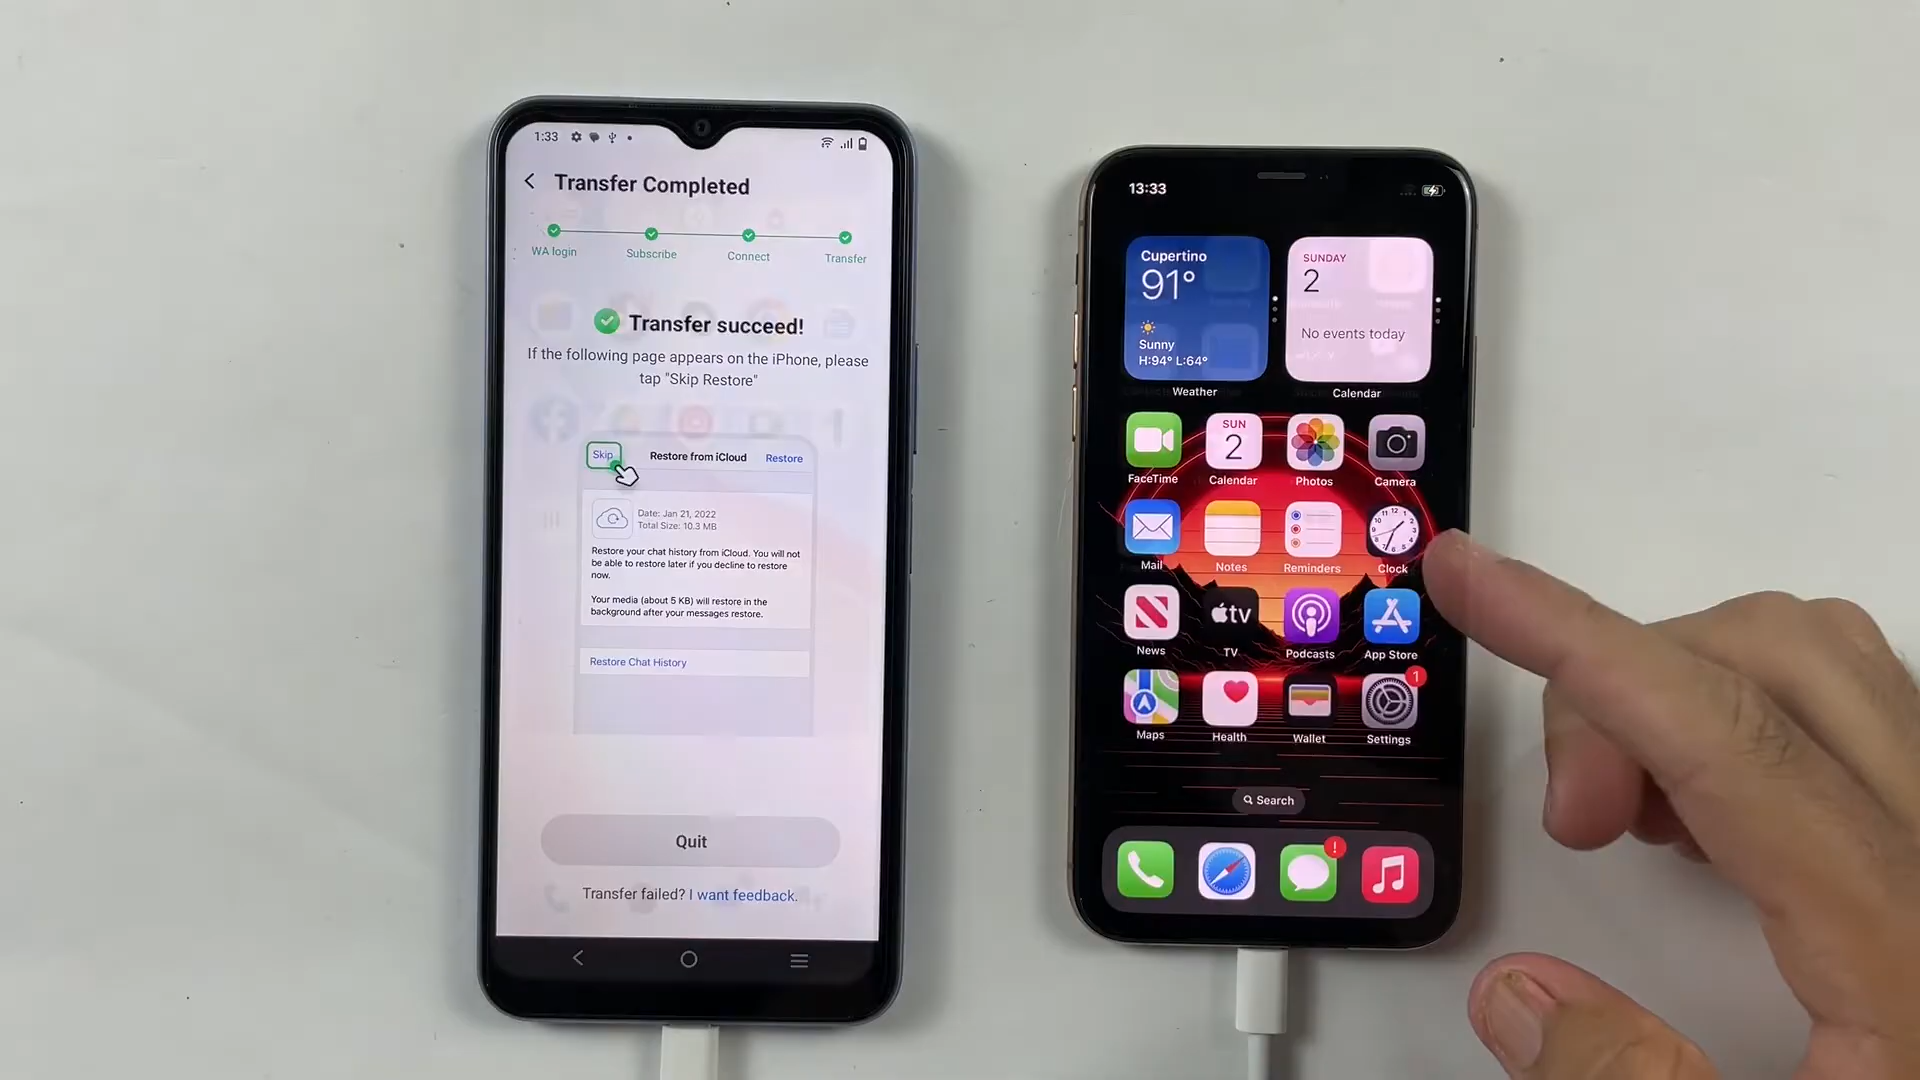 1:33
Transfer Completed
WA login
Subscribe
Connect
Transfer
Transfer succeed!
If the following page appears on the iPhone, please
tap "Skip Restore"
Skip
Restore from iCloud
Restore
Date: Jan 21, 2022
Total Size: 10.3 MB
Restore your chat history from iCloud. You will not
be able to restore later if you decline to restore
now.
Your media (about 5 KB) will restore in the
background after your messages restore.
Restore Chat History
Quit
Transfer failed? I want feedback.
13:33
Cupertino
91°
Sunny
H:94° L:64°
Weather
SUNDAY
2
No events today
Calendar
FaceTime
SUN
2
Calendar
Photos
Camera
Mail
Notes
Reminders
Clock
News
tv
TV
Podcasts
App Store
Maps
Health
Wallet
1
Settings
Search
!